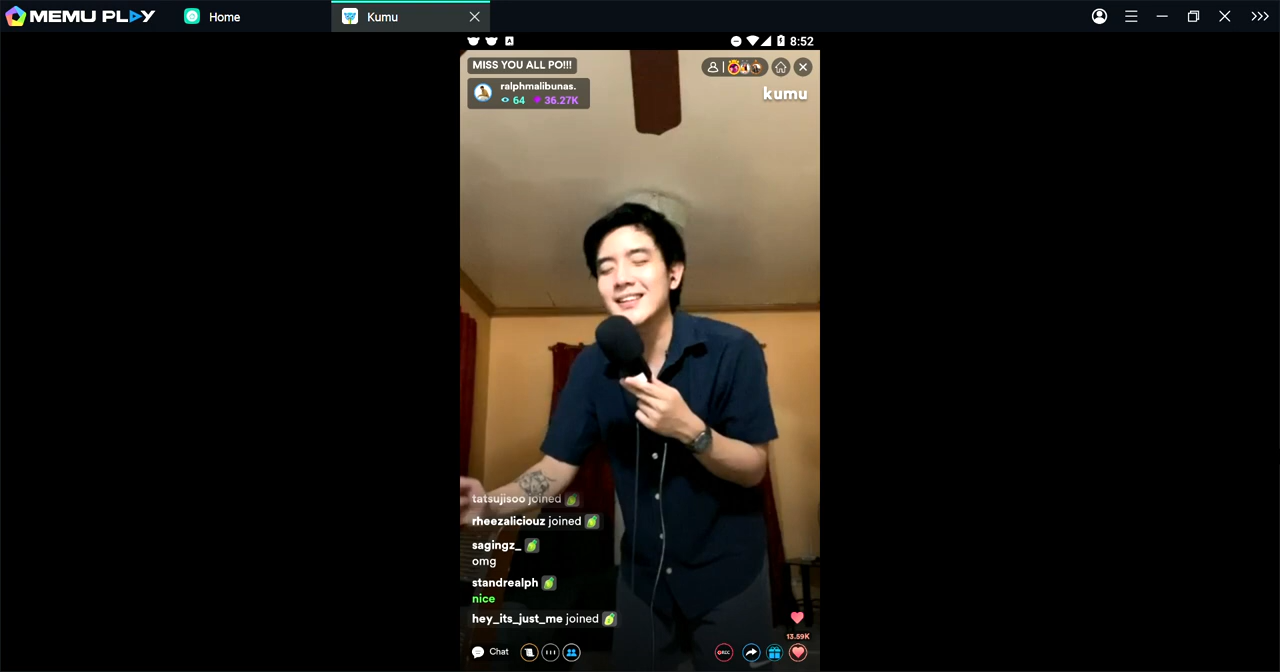 MEMU PLAY
Home
Kumu
8:52
MISS YOU ALL PO!!!
ralphmalibunas.
64 36.27K
kumu
tatsujisoo joined
rheezaliciouz joined
sagingz_
omg
standrealph
nice
hey_its_just_me joined
13.59K
Chat
REC